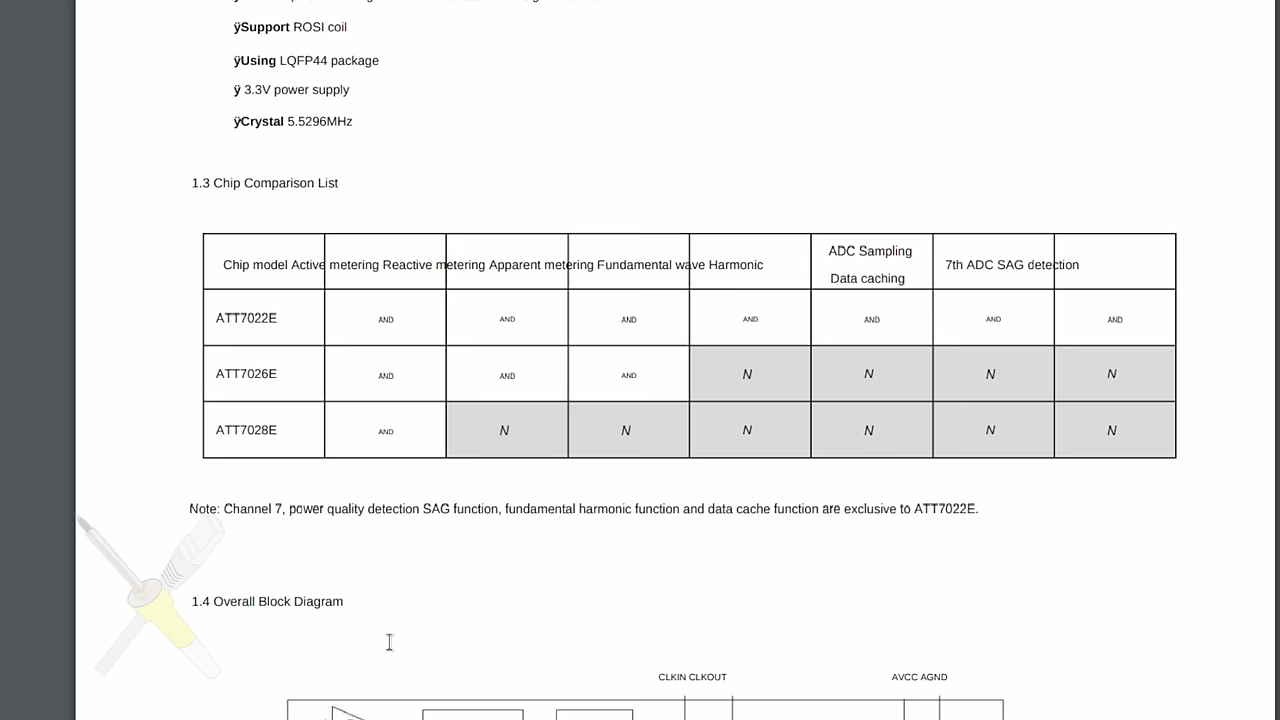 ÿSupport ROSI coil
ÿUsing LQFP44 package
ÿ 3.3V power supply
ÿCrystal 5.5296MHz
1.3 Chip Comparison List
Chip model Active metering Reactive metering Apparent metering Fundamental wave Harmonic
ADC Sampling
Data caching
7th ADC SAG detection
ATT7022E AND AND AND AND AND AND AND
ATT7026E AND AND AND N N N N
ATT7028E AND N N N N N N
Note: Channel 7, power quality detection SAG function, fundamental harmonic function and data cache function are exclusive to ATT7022E.
1.4 Overall Block Diagram
CLKIN CLKOUT AVCC AGND